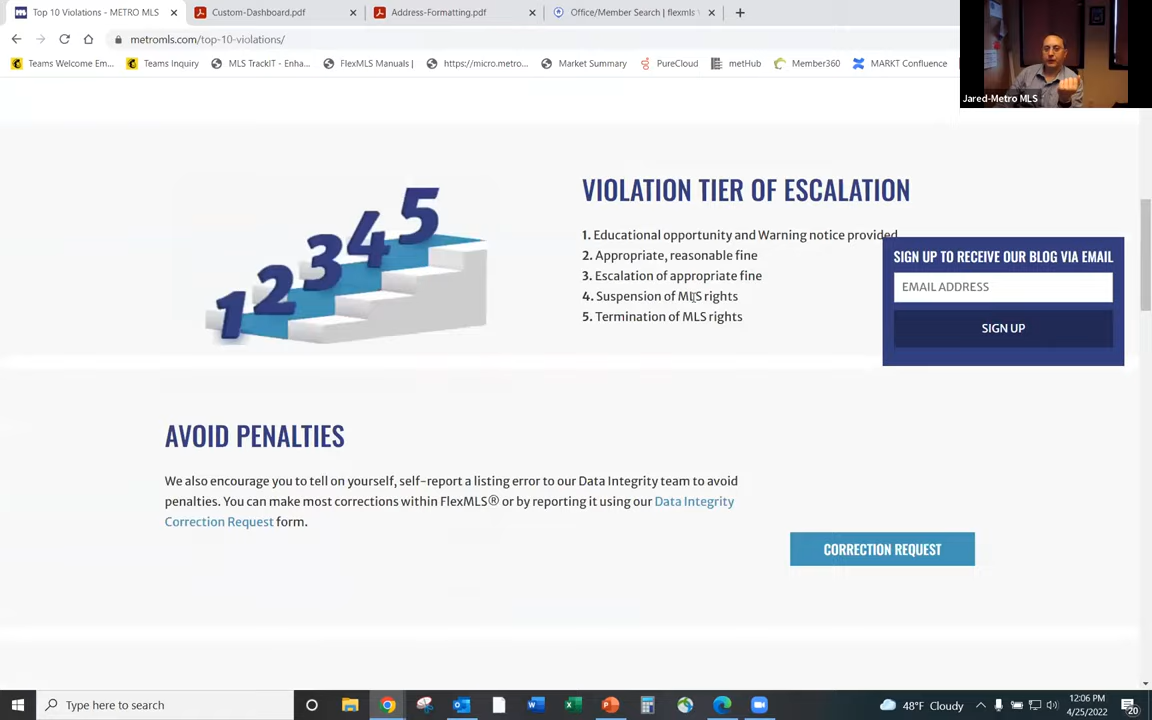 Top 10 Violations - METRO MLS
Custom-Dashboard.pdf
Address-Formatting.pdf
Office/Member Search | flexmls
metromls.com/top-10-violations/
Teams Welcome Em...
Teams Inquiry
MLS TrackIT - Enha...
FlexMLS Manuals |
https://micro.metro...
Market Summary
PureCloud
metHub
Member360
MARKT Confluence
Jared-Metro MLS
1 2 3 4 5
VIOLATION TIER OF ESCALATION
1. Educational opportunity and Warning notice provided
2. Appropriate, reasonable fine
3. Escalation of appropriate fine
4. Suspension of MLS rights
5. Termination of MLS rights
SIGN UP TO RECEIVE OUR BLOG VIA EMAIL
EMAIL ADDRESS
SIGN UP
AVOID PENALTIES
We also encourage you to tell on yourself, self-report a listing error to our Data Integrity team to avoid
penalties. You can make most corrections within FlexMLS® or by reporting it using our Data Integrity
Correction Request form.
CORRECTION REQUEST
Type here to search
48°F Cloudy
12:06 PM
4/25/2022
20